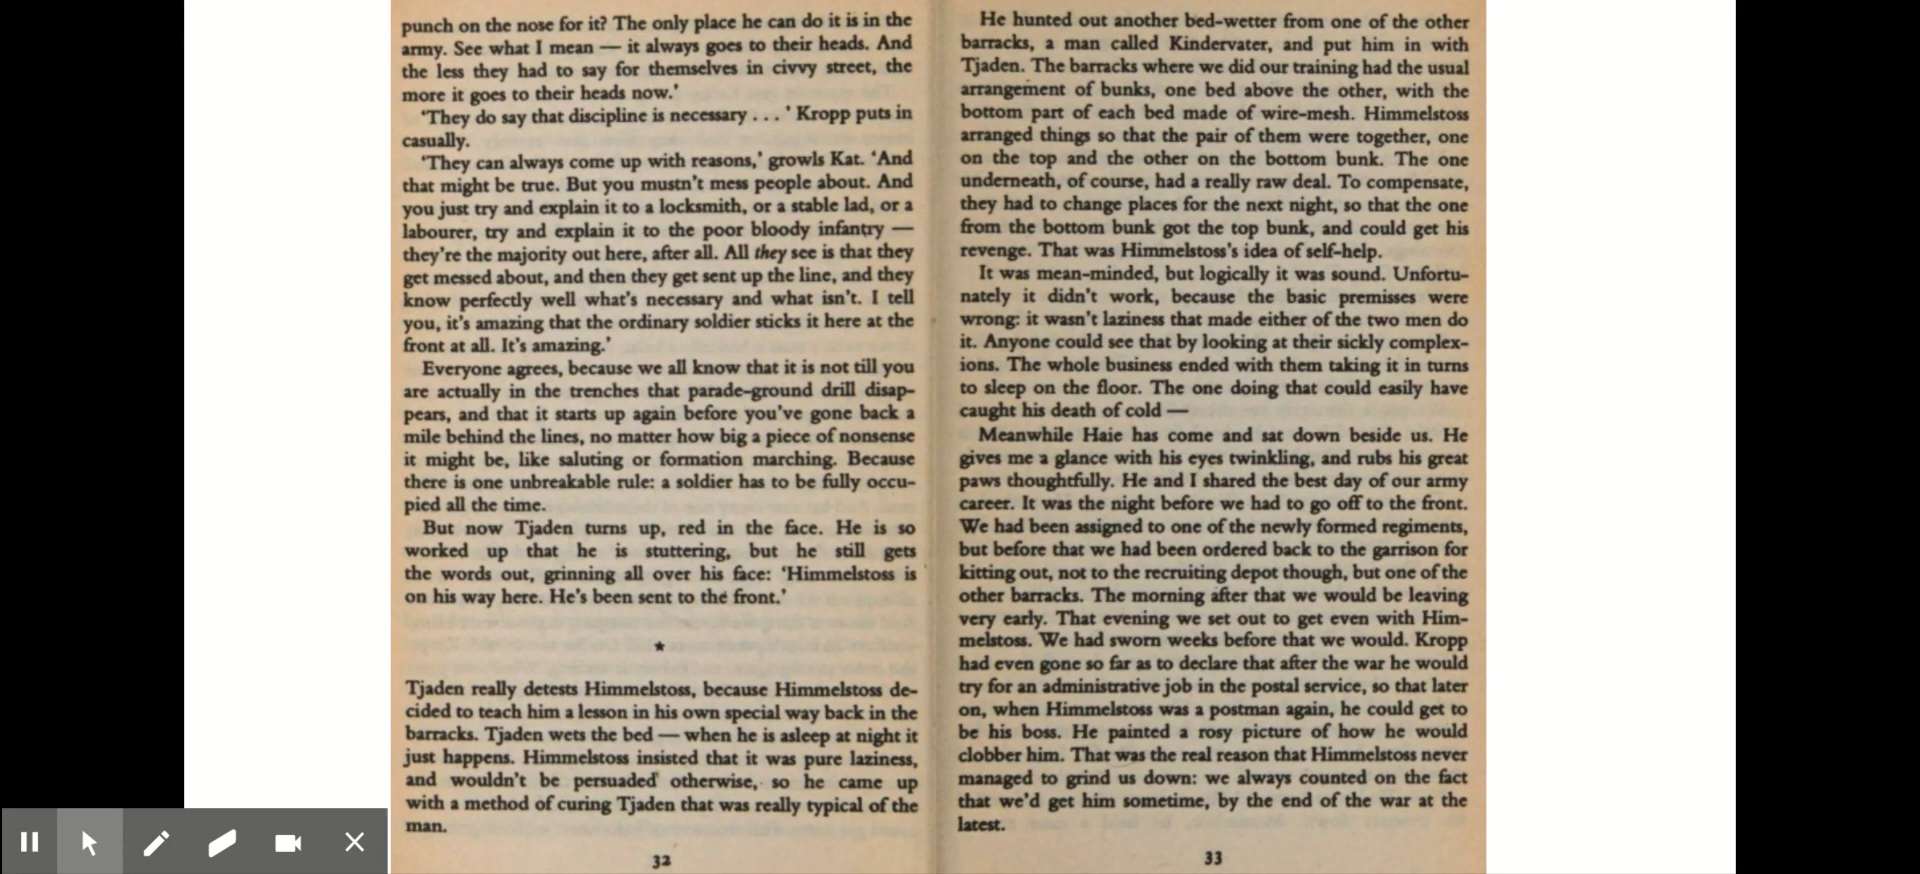 punch on the nose for it? The only place he can do it is in the
army. See what I mean — it always goes to their heads. And
the less they had to say for themselves in civvy street, the
more it goes to their heads now.’
‘They do say that discipline is necessary . . . ’ Kropp puts in
casually.
‘They can always come up with reasons,’ growls Kat. ‘And
that might be true. But you mustn’t mess people about. And
you just try and explain it to a locksmith, or a stable lad, or a
labourer, try and explain it to the poor bloody infantry —
they’re the majority out here, after all. All they see is that they
get messed about, and then they get sent up the line, and they
know perfectly well what’s necessary and what isn’t. I tell
you, it’s amazing that the ordinary soldier sticks it here at the
front at all. It’s amazing.’
Everyone agrees, because we all know that it is not till you
are actually in the trenches that parade-ground drill disap-
pears, and that it starts up again before you’ve gone back a
mile behind the lines, no matter how big a piece of nonsense
it might be, like saluting or formation marching. Because
there is one unbreakable rule: a soldier has to be fully occu-
pied all the time.
But now Tjaden turns up, red in the face. He is so
worked up that he is stuttering, but he still gets
the words out, grinning all over his face: ‘Himmelstoss is
on his way here. He’s been sent to the front.’
★
Tjaden really detests Himmelstoss, because Himmelstoss de-
cided to teach him a lesson in his own special way back in the
barracks. Tjaden wets the bed — when he is asleep at night it
just happens. Himmelstoss insisted that it was pure laziness,
and wouldn’t be persuaded otherwise, so he came up
with a method of curing Tjaden that was really typical of the
man.
32
He hunted out another bed-wetter from one of the other
barracks, a man called Kindervater, and put him in with
Tjaden. The barracks where we did our training had the usual
arrangement of bunks, one bed above the other, with the
bottom part of each bed made of wire-mesh. Himmelstoss
arranged things so that the pair of them were together, one
on the top and the other on the bottom bunk. The one
underneath, of course, had a really raw deal. To compensate,
they had to change places for the next night, so that the one
from the bottom bunk got the top bunk, and could get his
revenge. That was Himmelstoss’s idea of self-help.
It was mean-minded, but logically it was sound. Unfortu-
nately it didn’t work, because the basic premisses were
wrong: it wasn’t laziness that made either of the two men do
it. Anyone could see that by looking at their sickly complex-
ions. The whole business ended with them taking it in turns
to sleep on the floor. The one doing that could easily have
caught his death of cold —
Meanwhile Haie has come and sat down beside us. He
gives me a glance with his eyes twinkling, and rubs his great
paws thoughtfully. He and I shared the best day of our army
career. It was the night before we had to go off to the front.
We had been assigned to one of the newly formed regiments,
but before that we had been ordered back to the garrison for
kitting out, not to the recruiting depot though, but one of the
other barracks. The morning after that we would be leaving
very early. That evening we set out to get even with Him-
melstoss. We had sworn weeks before that we would. Kropp
had even gone so far as to declare that after the war he would
try for an administrative job in the postal service, so that later
on, when Himmelstoss was a postman again, he could get to
be his boss. He painted a rosy picture of how he would
clobber him. That was the real reason that Himmelstoss never
managed to grind us down: we always counted on the fact
that we’d get him sometime, by the end of the war at the
latest.
33